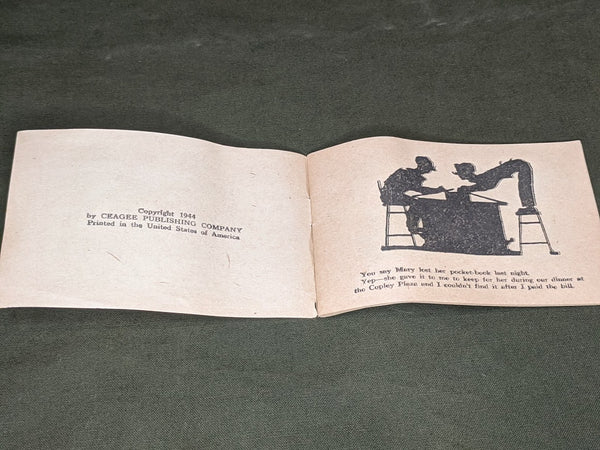 Copyright 1944
by CEAGEE PUBLISHING COMPANY
Printed in the United States of America
You say Mary lost her pocket-book last night.
Yep—she gave it to me to keep for her during our dinner at
the Copley Plaza and I couldn't find it after I paid the bill.